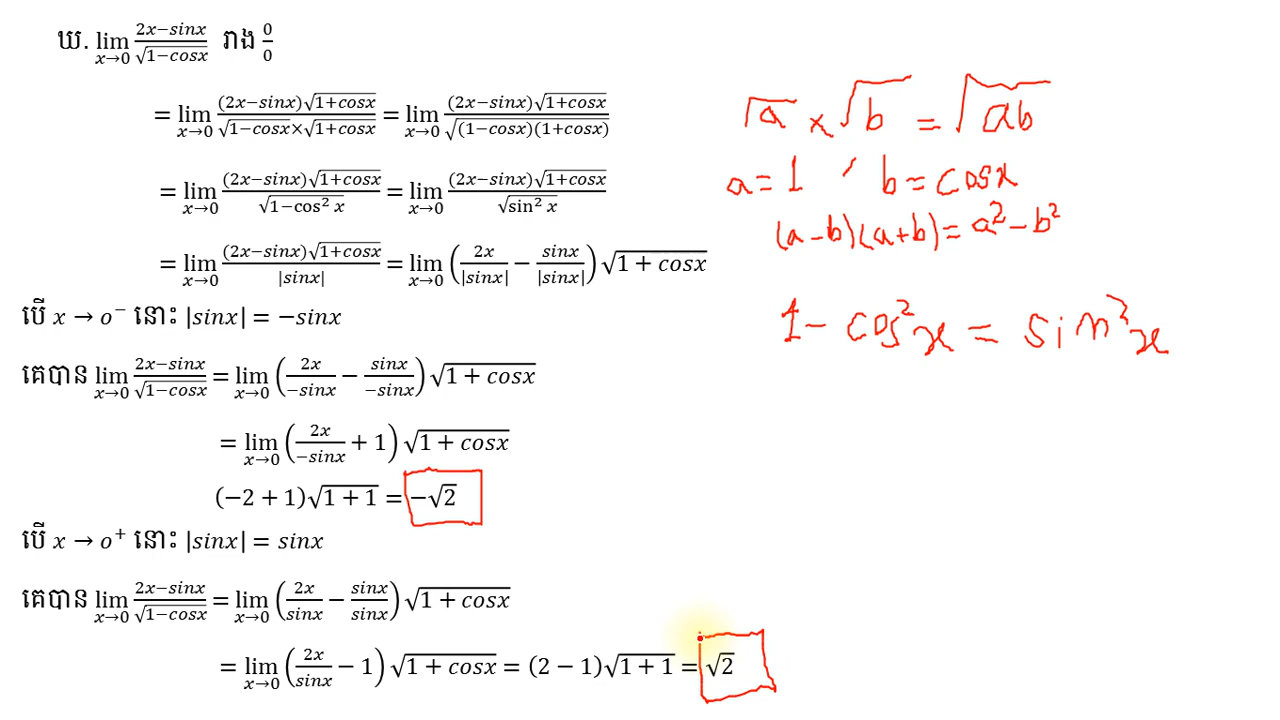 ឃ. lim_{x→0} (2x−sinx)/√(1−cosx) រាង 0/0
= lim_{x→0} (2x−sinx)√(1+cosx) / (√(1−cosx)×√(1+cosx)) = lim_{x→0} (2x−sinx)√(1+cosx) / √((1−cosx)(1+cosx))
= lim_{x→0} (2x−sinx)√(1+cosx) / √(1−cos² x) = lim_{x→0} (2x−sinx)√(1+cosx) / √(sin² x)
= lim_{x→0} (2x−sinx)√(1+cosx) / |sinx| = lim_{x→0} (2x/|sinx| − sinx/|sinx|) √(1 + cosx)
បើ x → o⁻ នោះ |sinx| = −sinx
គេបាន lim_{x→0} (2x−sinx)/√(1−cosx) = lim_{x→0} (2x/−sinx − sinx/−sinx) √(1 + cosx)
= lim_{x→0} (2x/−sinx + 1) √(1 + cosx)
(−2 + 1)√(1 + 1) = −√2
បើ x → o⁺ នោះ |sinx| = sinx
គេបាន lim_{x→0} (2x−sinx)/√(1−cosx) = lim_{x→0} (2x/sinx − sinx/sinx) √(1 + cosx)
= lim_{x→0} (2x/sinx − 1) √(1 + cosx) = (2 − 1)√(1 + 1) = √2
√a × √b = √ab
a = 1 , b = cosx
(a−b)(a+b) = a² − b²
1 − cos²x = sin²x